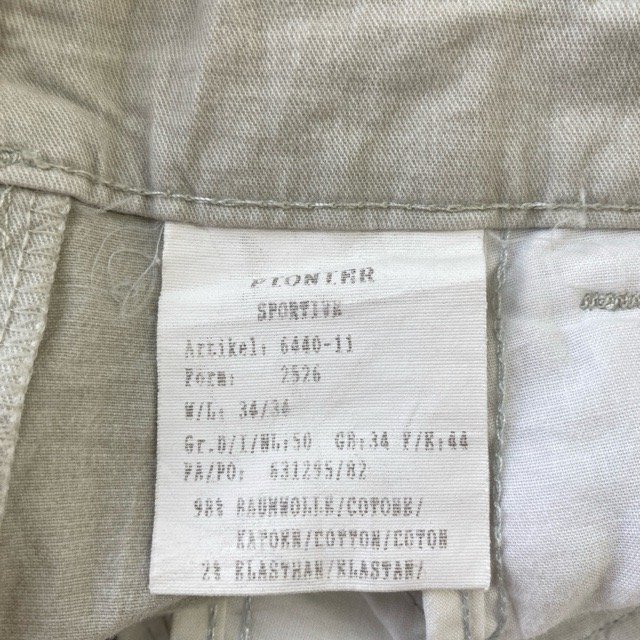 PIONIER
SPORTIVE
Artikel: 6440-11
Form: 2526
W/L: 34/34
Gr.D/I/NL:50 GB:34 F/K:44
PA/PO: 631295/82
98% BAUMWOLLE/COTONE/
KATOEN/COTTON/COTON
2% ELASTHAN/ELASTAN/